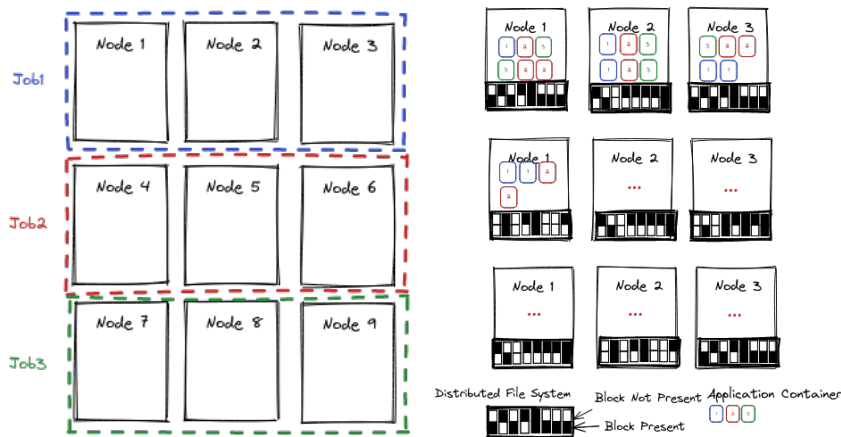 Job1
Node 1 Node 2 Node 3
Job2
Node 4 Node 5 Node 6
Job3
Node 7 Node 8 Node 9
Node 1 Node 2 Node 3
1 2 3 1 2 3 3 2 2
3 2 2 1 2 3 1 1
Node 1 Node 2 Node 3
1 1 2 ... ...
2
Node 1 Node 2 Node 3
... ... ...
Distributed File System
Block Not Present
Block Present
Application Container
1 2 3